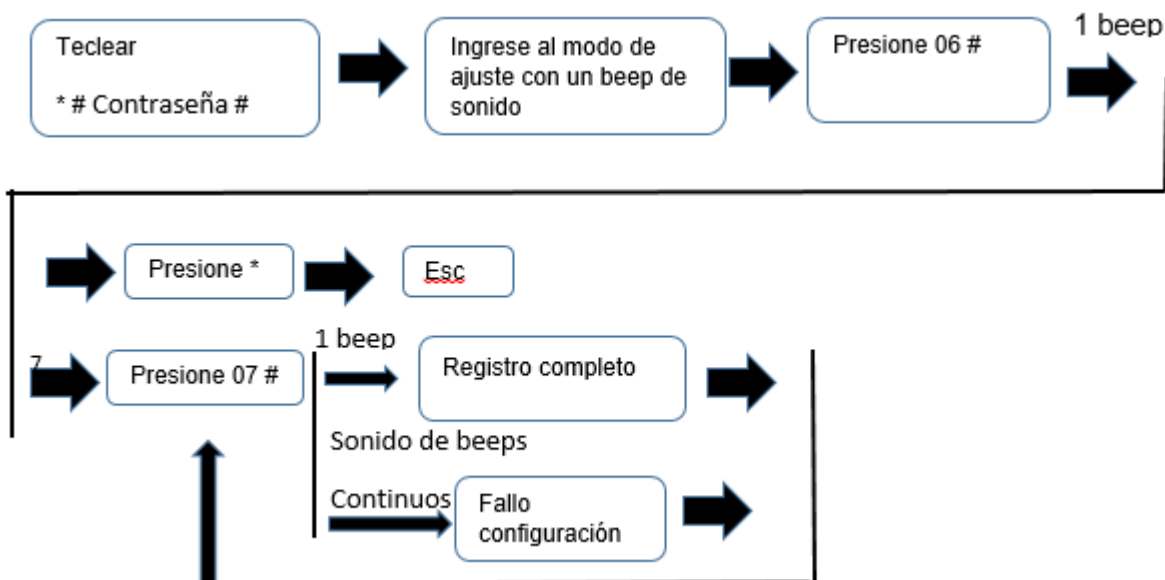 Teclear
* # Contraseña #
Ingrese al modo de
ajuste con un beep de
sonido
Presione 06 #
1 beep
Presione *
Esc
7
Presione 07 #
1 beep
Registro completo
Sonido de beeps
Continuos
Fallo
configuración